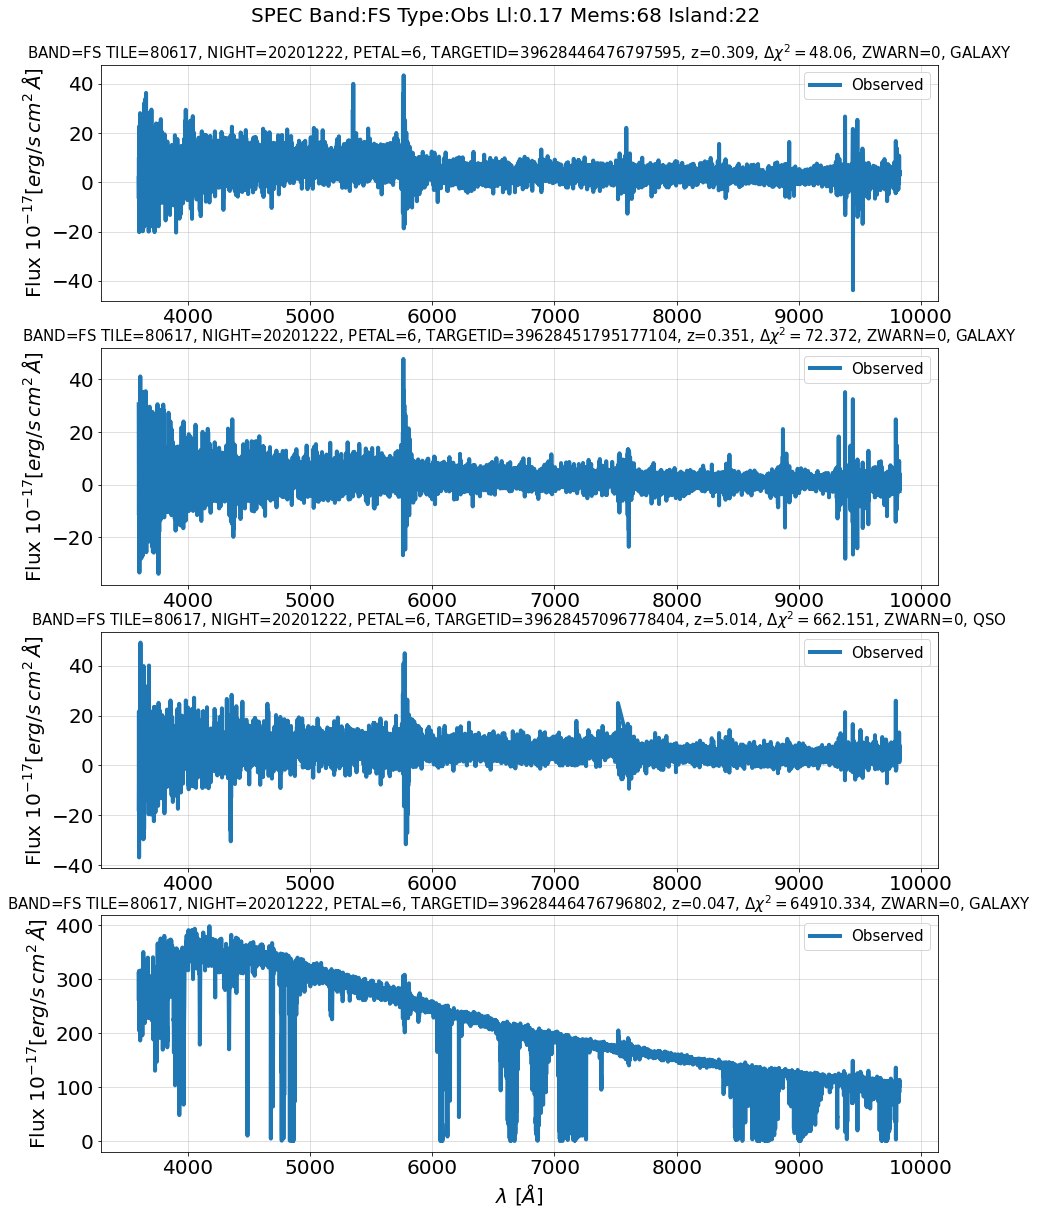 SPEC Band:FS Type:Obs Ll:0.17 Mems:68 Island:22
BAND=FS TILE=80617, NIGHT=20201222, PETAL=6, TARGETID=39628446476797595, z=0.309, Δχ² = 48.06, ZWARN=0, GALAXY
Flux 10⁻¹⁷[erg/s cm² Å]
40
20
0
−20
−40
Observed
4000 5000 6000 7000 8000 9000 10000
BAND=FS TILE=80617, NIGHT=20201222, PETAL=6, TARGETID=39628451795177104, z=0.351, Δχ² = 72.372, ZWARN=0, GALAXY
Flux 10⁻¹⁷[erg/s cm² Å]
40
20
0
−20
Observed
4000 5000 6000 7000 8000 9000 10000
BAND=FS TILE=80617, NIGHT=20201222, PETAL=6, TARGETID=39628457096778404, z=5.014, Δχ² = 662.151, ZWARN=0, QSO
Flux 10⁻¹⁷[erg/s cm² Å]
40
20
0
−20
−40
Observed
4000 5000 6000 7000 8000 9000 10000
BAND=FS TILE=80617, NIGHT=20201222, PETAL=6, TARGETID=39628446476796802, z=0.047, Δχ² = 64910.334, ZWARN=0, GALAXY
Flux 10⁻¹⁷[erg/s cm² Å]
400
300
200
100
0
Observed
4000 5000 6000 7000 8000 9000 10000
λ [Å]